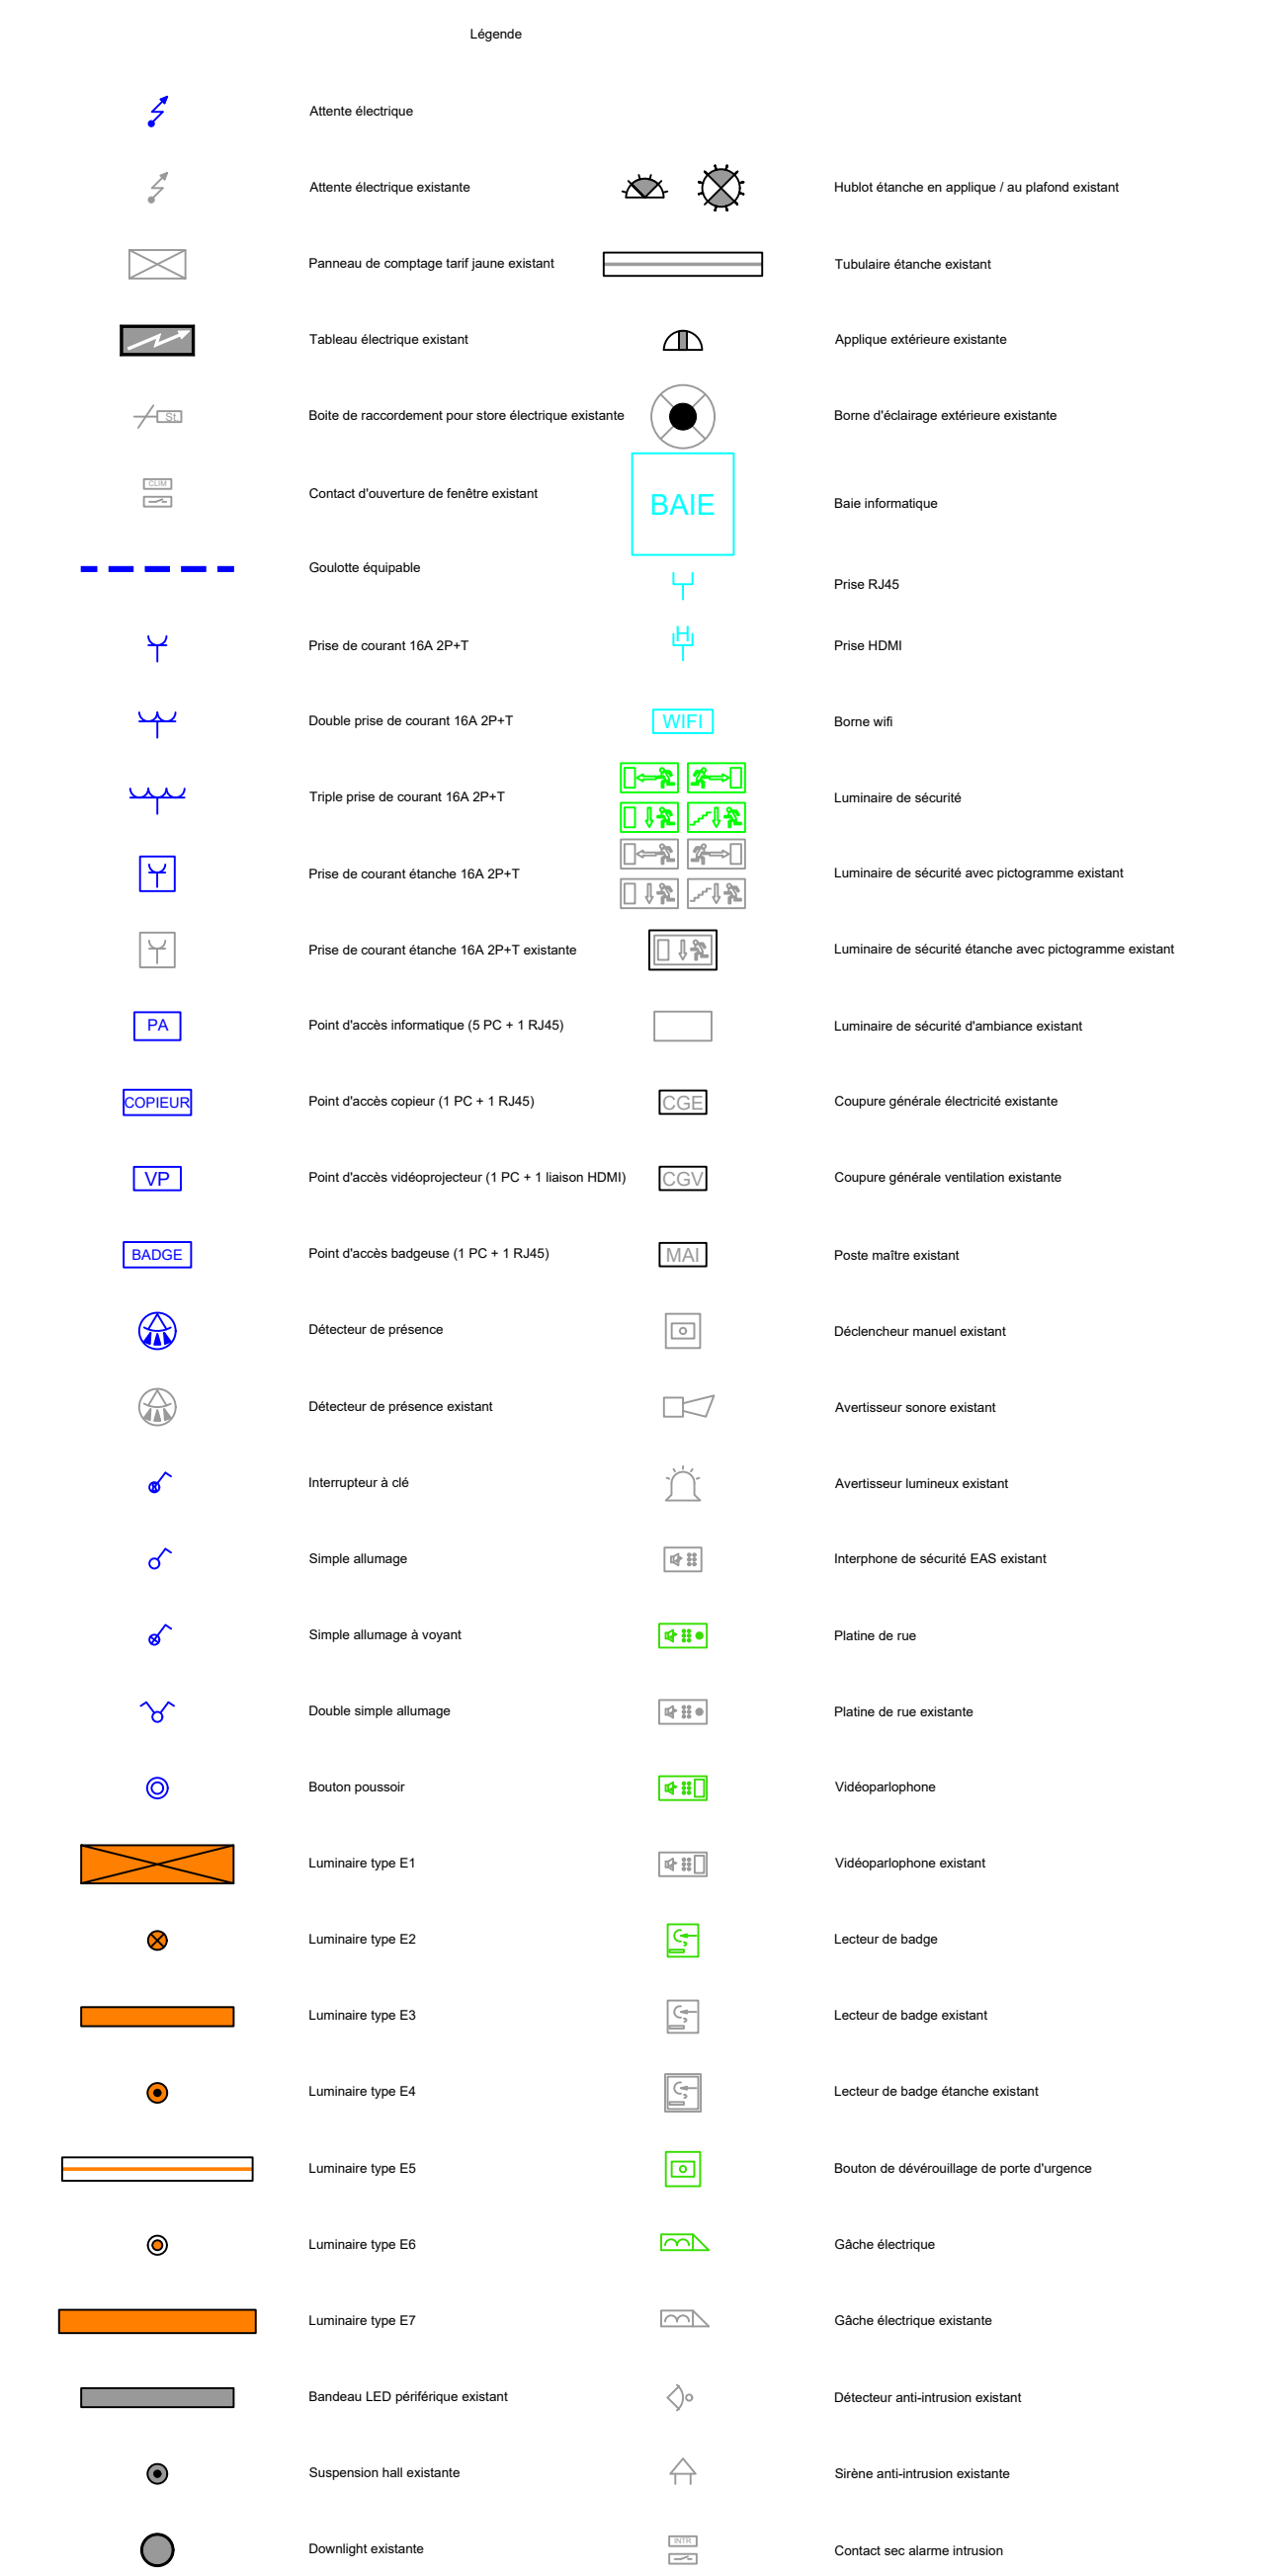 Légende
Attente électrique
Attente électrique existante
Hublot étanche en applique / au plafond existant
Panneau de comptage tarif jaune existant
Tubulaire étanche existant
Tableau électrique existant
Applique extérieure existante
St.
Boite de raccordement pour store électrique existante
Borne d'éclairage extérieure existante
CLIM
Contact d'ouverture de fenêtre existant
BAIE
Baie informatique
Goulotte équipable
Prise RJ45
Prise de courant 16A 2P+T
H
Prise HDMI
Double prise de courant 16A 2P+T
WIFI
Borne wifi
Triple prise de courant 16A 2P+T
Luminaire de sécurité
Prise de courant étanche 16A 2P+T
Luminaire de sécurité avec pictogramme existant
Prise de courant étanche 16A 2P+T existante
Luminaire de sécurité étanche avec pictogramme existant
PA
Point d'accès informatique (5 PC + 1 RJ45)
Luminaire de sécurité d'ambiance existant
COPIEUR
Point d'accès copieur (1 PC + 1 RJ45)
CGE
Coupure générale électricité existante
VP
Point d'accès vidéoprojecteur (1 PC + 1 liaison HDMI)
CGV
Coupure générale ventilation existante
BADGE
Point d'accès badgeuse (1 PC + 1 RJ45)
MAI
Poste maître existant
Détecteur de présence
Déclencheur manuel existant
Détecteur de présence existant
Avertisseur sonore existant
Interrupteur à clé
Avertisseur lumineux existant
Simple allumage
Interphone de sécurité EAS existant
Simple allumage à voyant
Platine de rue
Double simple allumage
Platine de rue existante
Bouton poussoir
Vidéoparlophone
Luminaire type E1
Vidéoparlophone existant
Luminaire type E2
Lecteur de badge
Luminaire type E3
Lecteur de badge existant
Luminaire type E4
Lecteur de badge étanche existant
Luminaire type E5
Bouton de dévérouillage de porte d'urgence
Luminaire type E6
Gâche électrique
Luminaire type E7
Gâche électrique existante
Bandeau LED périférique existant
Détecteur anti-intrusion existant
Suspension hall existante
Sirène anti-intrusion existante
Downlight existante
INTR
Contact sec alarme intrusion